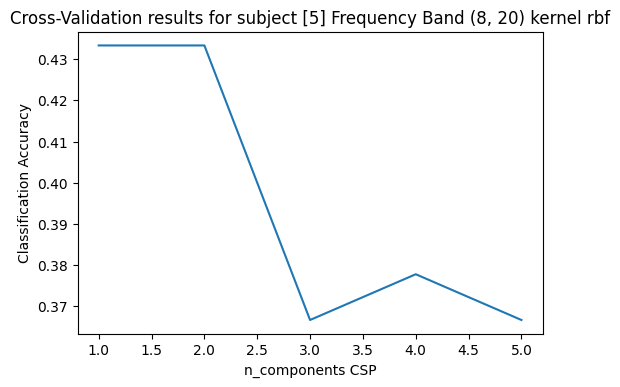 Cross-Validation results for subject [5] Frequency Band (8, 20) kernel rbf
0.43
0.42
0.41
0.40
0.39
0.38
0.37
Classification Accuracy
1.0 1.5 2.0 2.5 3.0 3.5 4.0 4.5 5.0
n_components CSP